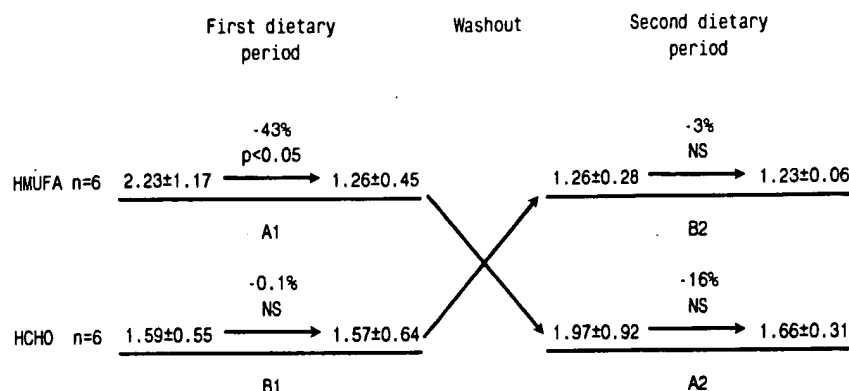 First dietary period Washout Second dietary period
-43% -3%
p<0.05 NS
HMUFA n=6 2.23±1.17 1.26±0.45 1.26±0.28 1.23±0.06
A1 B2
-0.1% -16%
NS NS
HCHO n=6 1.59±0.55 1.57±0.64 1.97±0.92 1.66±0.31
B1 A2